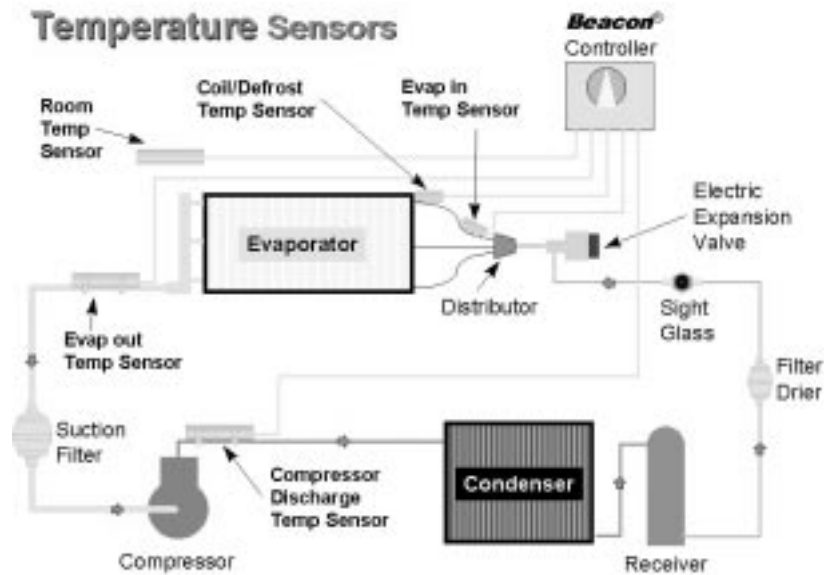 Temperature Sensors
Beacon®
Controller
Coil/Defrost
Temp Sensor
Evap in
Temp Sensor
Room
Temp
Sensor
Electric
Expansion
Valve
Evaporator
Distributor
Sight
Glass
Evap out
Temp Sensor
Filter
Drier
Suction
Filter
Compressor
Discharge
Temp Sensor
Condenser
Compressor
Receiver